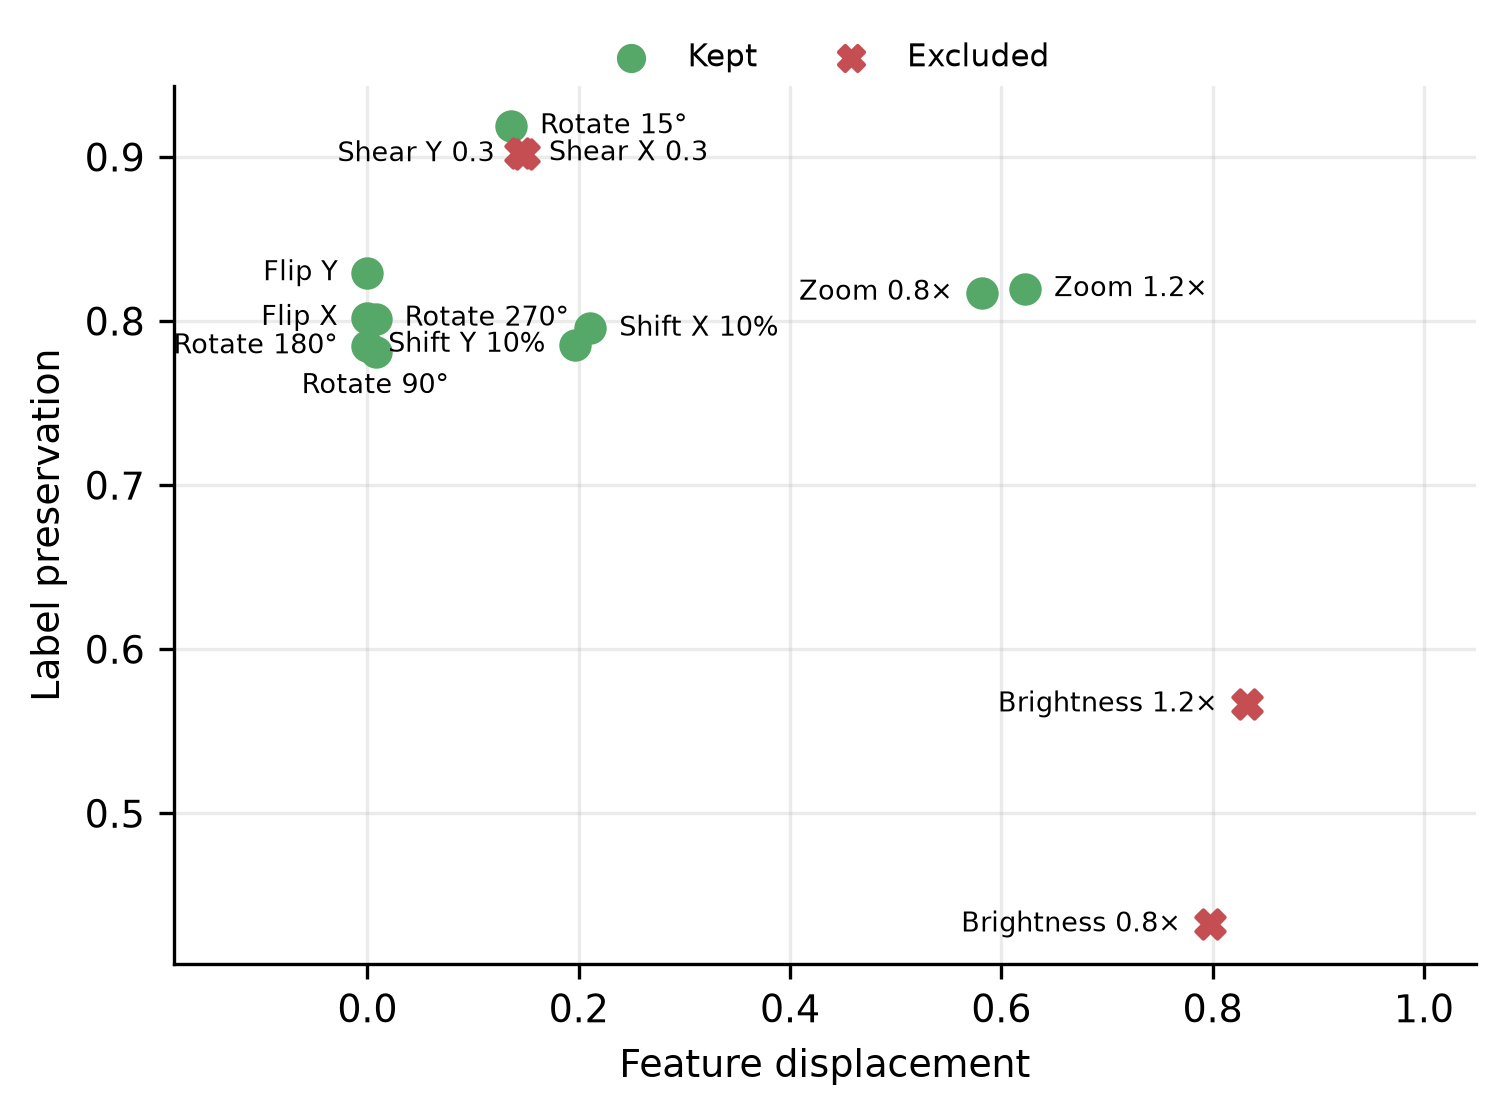 Kept
Excluded
Rotate 15°
Shear Y 0.3
Shear X 0.3
Flip Y
Flip X
Rotate 270°
Rotate 180°
Shift Y 10%
Shift X 10%
Rotate 90°
Zoom 0.8×
Zoom 1.2×
Brightness 1.2×
Brightness 0.8×
0.9
0.8
0.7
0.6
0.5
Label preservation
0.0
0.2
0.4
0.6
0.8
1.0
Feature displacement